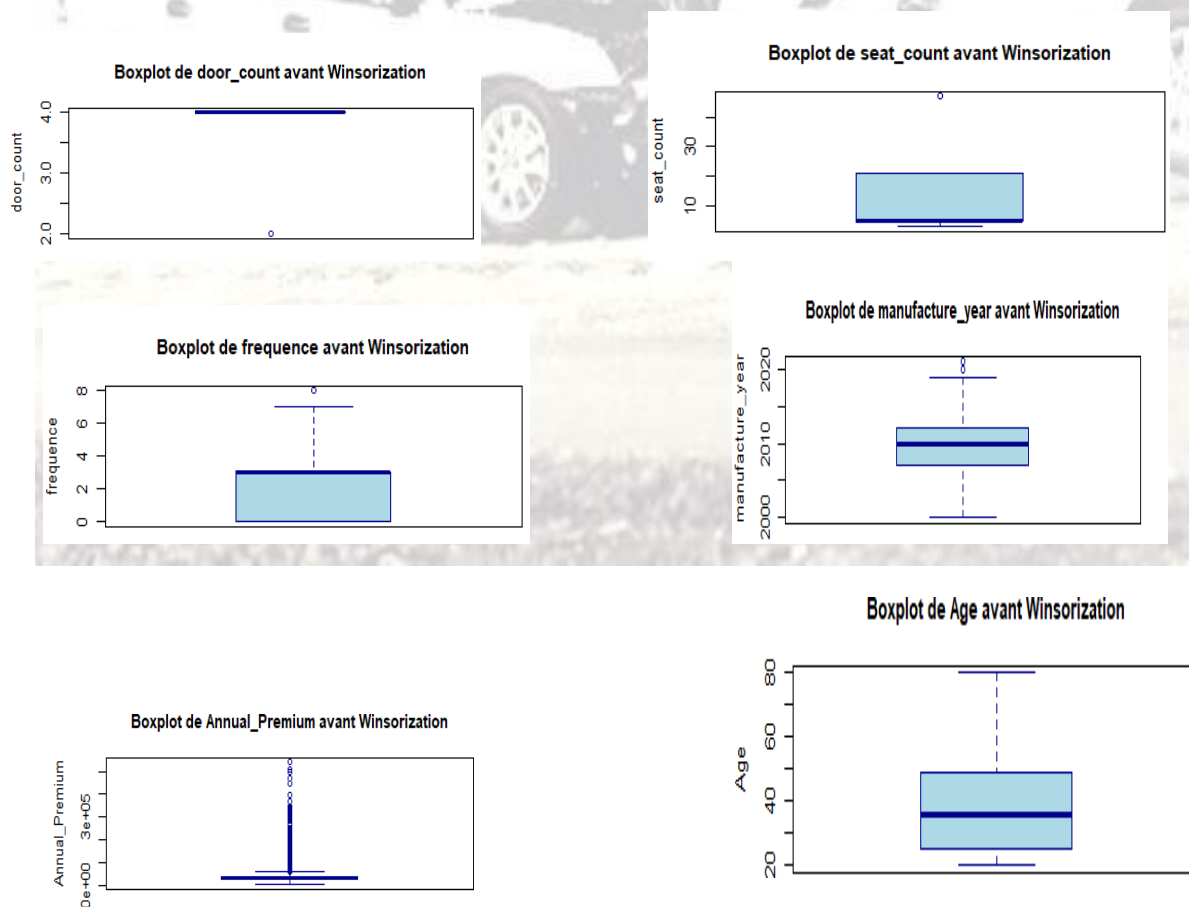 Boxplot de door_count avant Winsorization
door_count
4.0
3.0
2.0
Boxplot de seat_count avant Winsorization
seat_count
30
10
Boxplot de frequence avant Winsorization
frequence
8
6
4
2
0
Boxplot de manufacture_year avant Winsorization
manufacture_year
2020
2010
2000
Boxplot de Annual_Premium avant Winsorization
Annual_Premium
3e+05
0e+00
Boxplot de Age avant Winsorization
Age
80
60
40
20